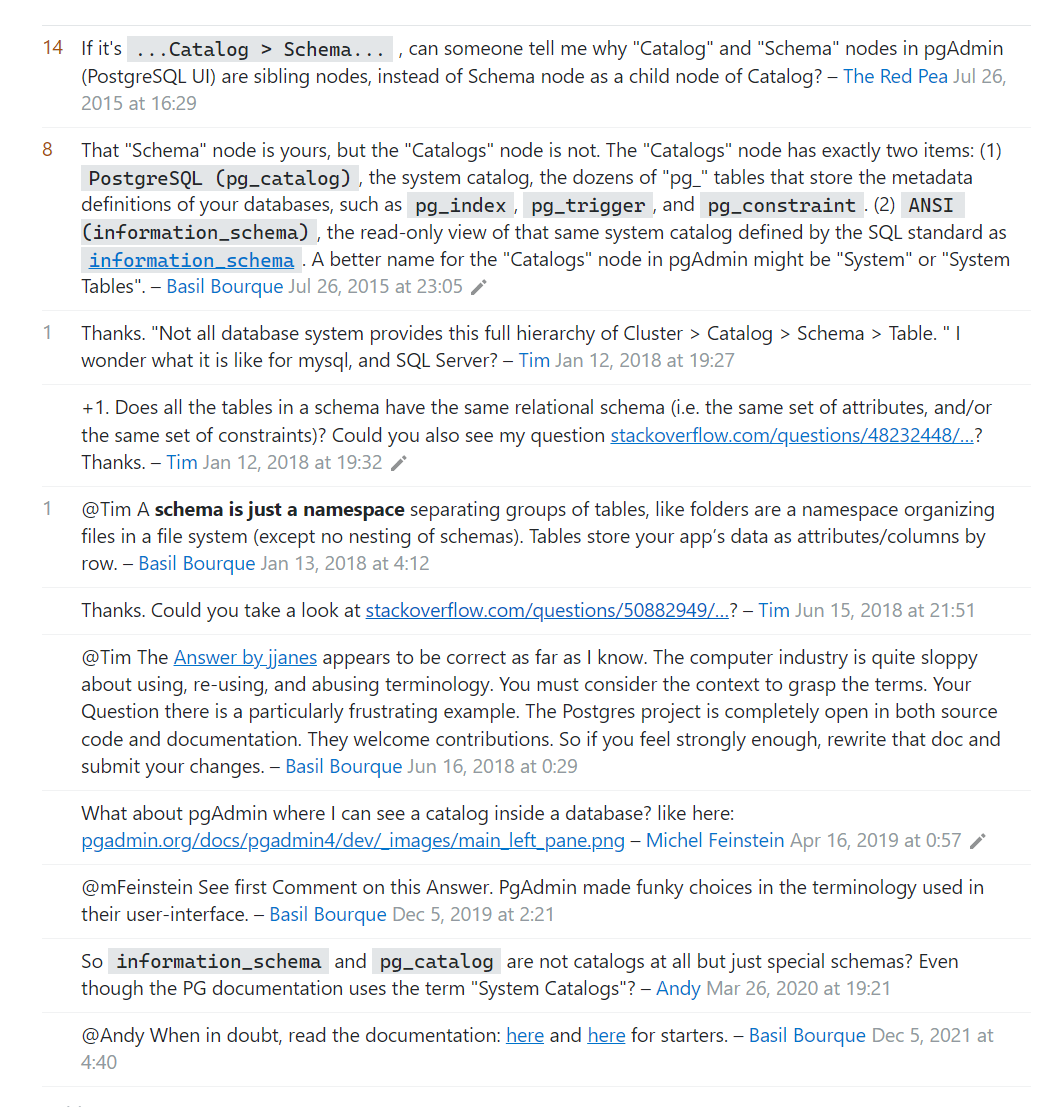 14 If it's ...Catalog > Schema... , can someone tell me why "Catalog" and "Schema" nodes in pgAdmin
(PostgreSQL UI) are sibling nodes, instead of Schema node as a child node of Catalog? – The Red Pea Jul 26,
2015 at 16:29
8 That "Schema" node is yours, but the "Catalogs" node is not. The "Catalogs" node has exactly two items: (1)
PostgreSQL (pg_catalog) , the system catalog, the dozens of "pg_" tables that store the metadata
definitions of your databases, such as pg_index , pg_trigger , and pg_constraint . (2) ANSI
(information_schema) , the read-only view of that same system catalog defined by the SQL standard as
information_schema . A better name for the "Catalogs" node in pgAdmin might be "System" or "System
Tables". – Basil Bourque Jul 26, 2015 at 23:05
1 Thanks. "Not all database system provides this full hierarchy of Cluster > Catalog > Schema > Table. " I
wonder what it is like for mysql, and SQL Server? – Tim Jan 12, 2018 at 19:27
+1. Does all the tables in a schema have the same relational schema (i.e. the same set of attributes, and/or
the same set of constraints)? Could you also see my question stackoverflow.com/questions/48232448/…?
Thanks. – Tim Jan 12, 2018 at 19:32
1 @Tim A schema is just a namespace separating groups of tables, like folders are a namespace organizing
files in a file system (except no nesting of schemas). Tables store your app’s data as attributes/columns by
row. – Basil Bourque Jan 13, 2018 at 4:12
Thanks. Could you take a look at stackoverflow.com/questions/50882949/…? – Tim Jun 15, 2018 at 21:51
@Tim The Answer by jjanes appears to be correct as far as I know. The computer industry is quite sloppy
about using, re-using, and abusing terminology. You must consider the context to grasp the terms. Your
Question there is a particularly frustrating example. The Postgres project is completely open in both source
code and documentation. They welcome contributions. So if you feel strongly enough, rewrite that doc and
submit your changes. – Basil Bourque Jun 16, 2018 at 0:29
What about pgAdmin where I can see a catalog inside a database? like here:
pgadmin.org/docs/pgadmin4/dev/_images/main_left_pane.png – Michel Feinstein Apr 16, 2019 at 0:57
@mFeinstein See first Comment on this Answer. PgAdmin made funky choices in the terminology used in
their user-interface. – Basil Bourque Dec 5, 2019 at 2:21
So information_schema and pg_catalog are not catalogs at all but just special schemas? Even
though the PG documentation uses the term "System Catalogs"? – Andy Mar 26, 2020 at 19:21
@Andy When in doubt, read the documentation: here and here for starters. – Basil Bourque Dec 5, 2021 at
4:40